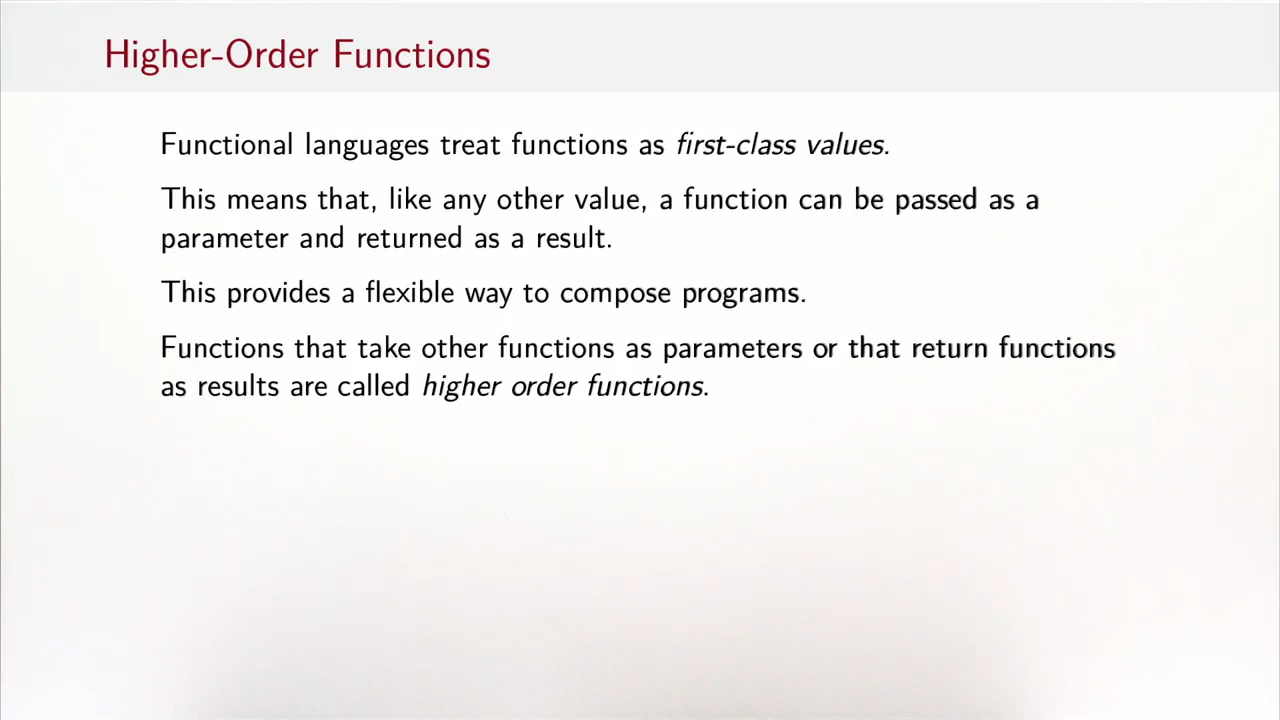 Higher-Order Functions
Functional languages treat functions as first-class values.
This means that, like any other value, a function can be passed as a
parameter and returned as a result.
This provides a flexible way to compose programs.
Functions that take other functions as parameters or that return functions
as results are called higher order functions.